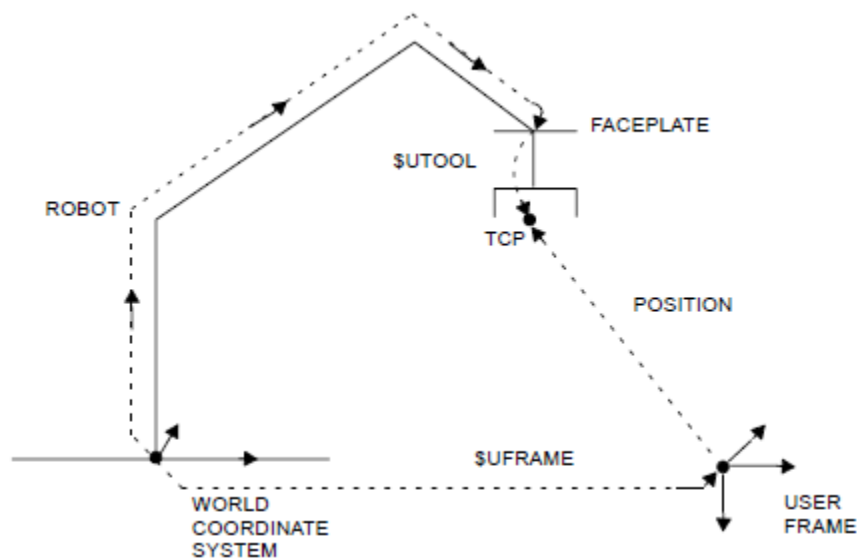 FACEPLATE
$UTOOL
ROBOT
TCP
POSITION
$UFRAME
WORLD
COORDINATE
SYSTEM
USER
FRAME